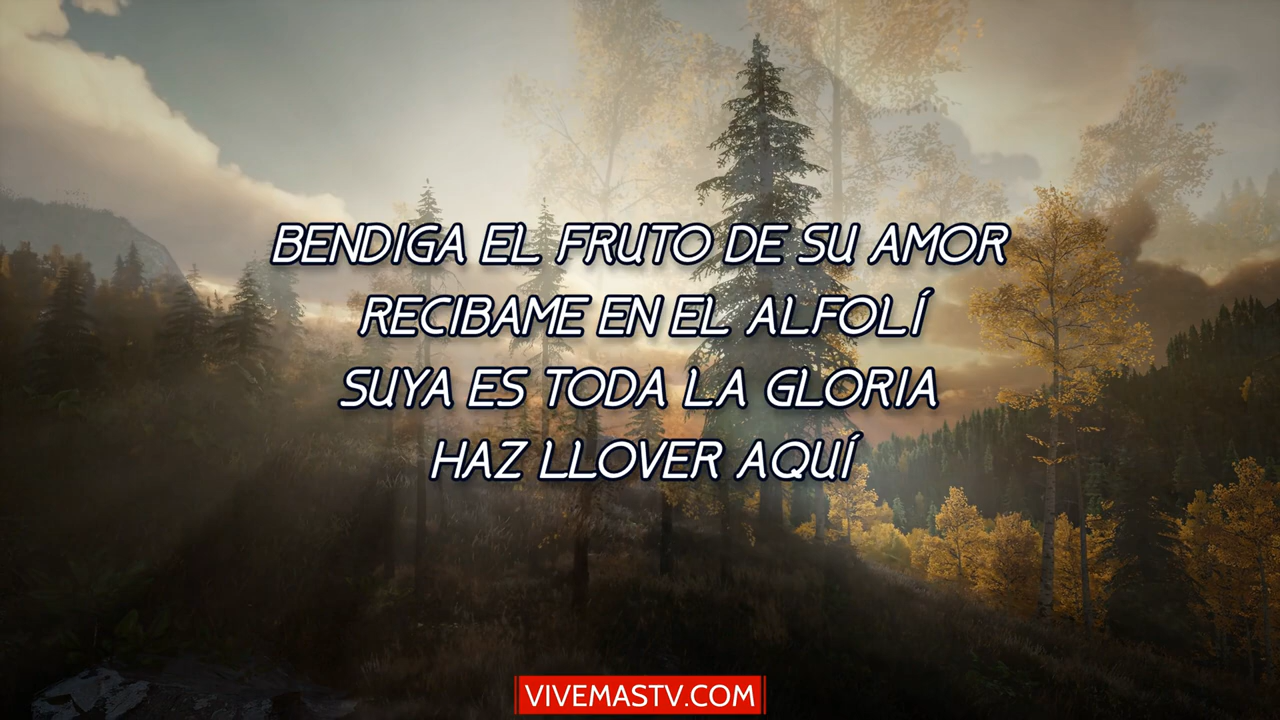 BENDIGA EL FRUTO DE SU AMOR
RECIBAME EN EL ALFOLÍ
SUYA ES TODA LA GLORIA
HAZ LLOVER AQUÍ
VIVEMASTV.COM